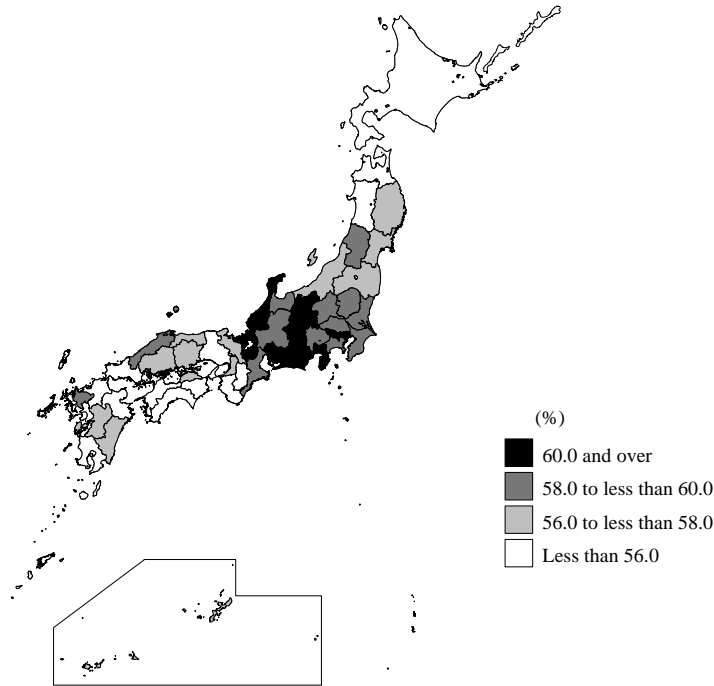 (%)
60.0 and over
58.0 to less than 60.0
56.0 to less than 58.0
Less than 56.0